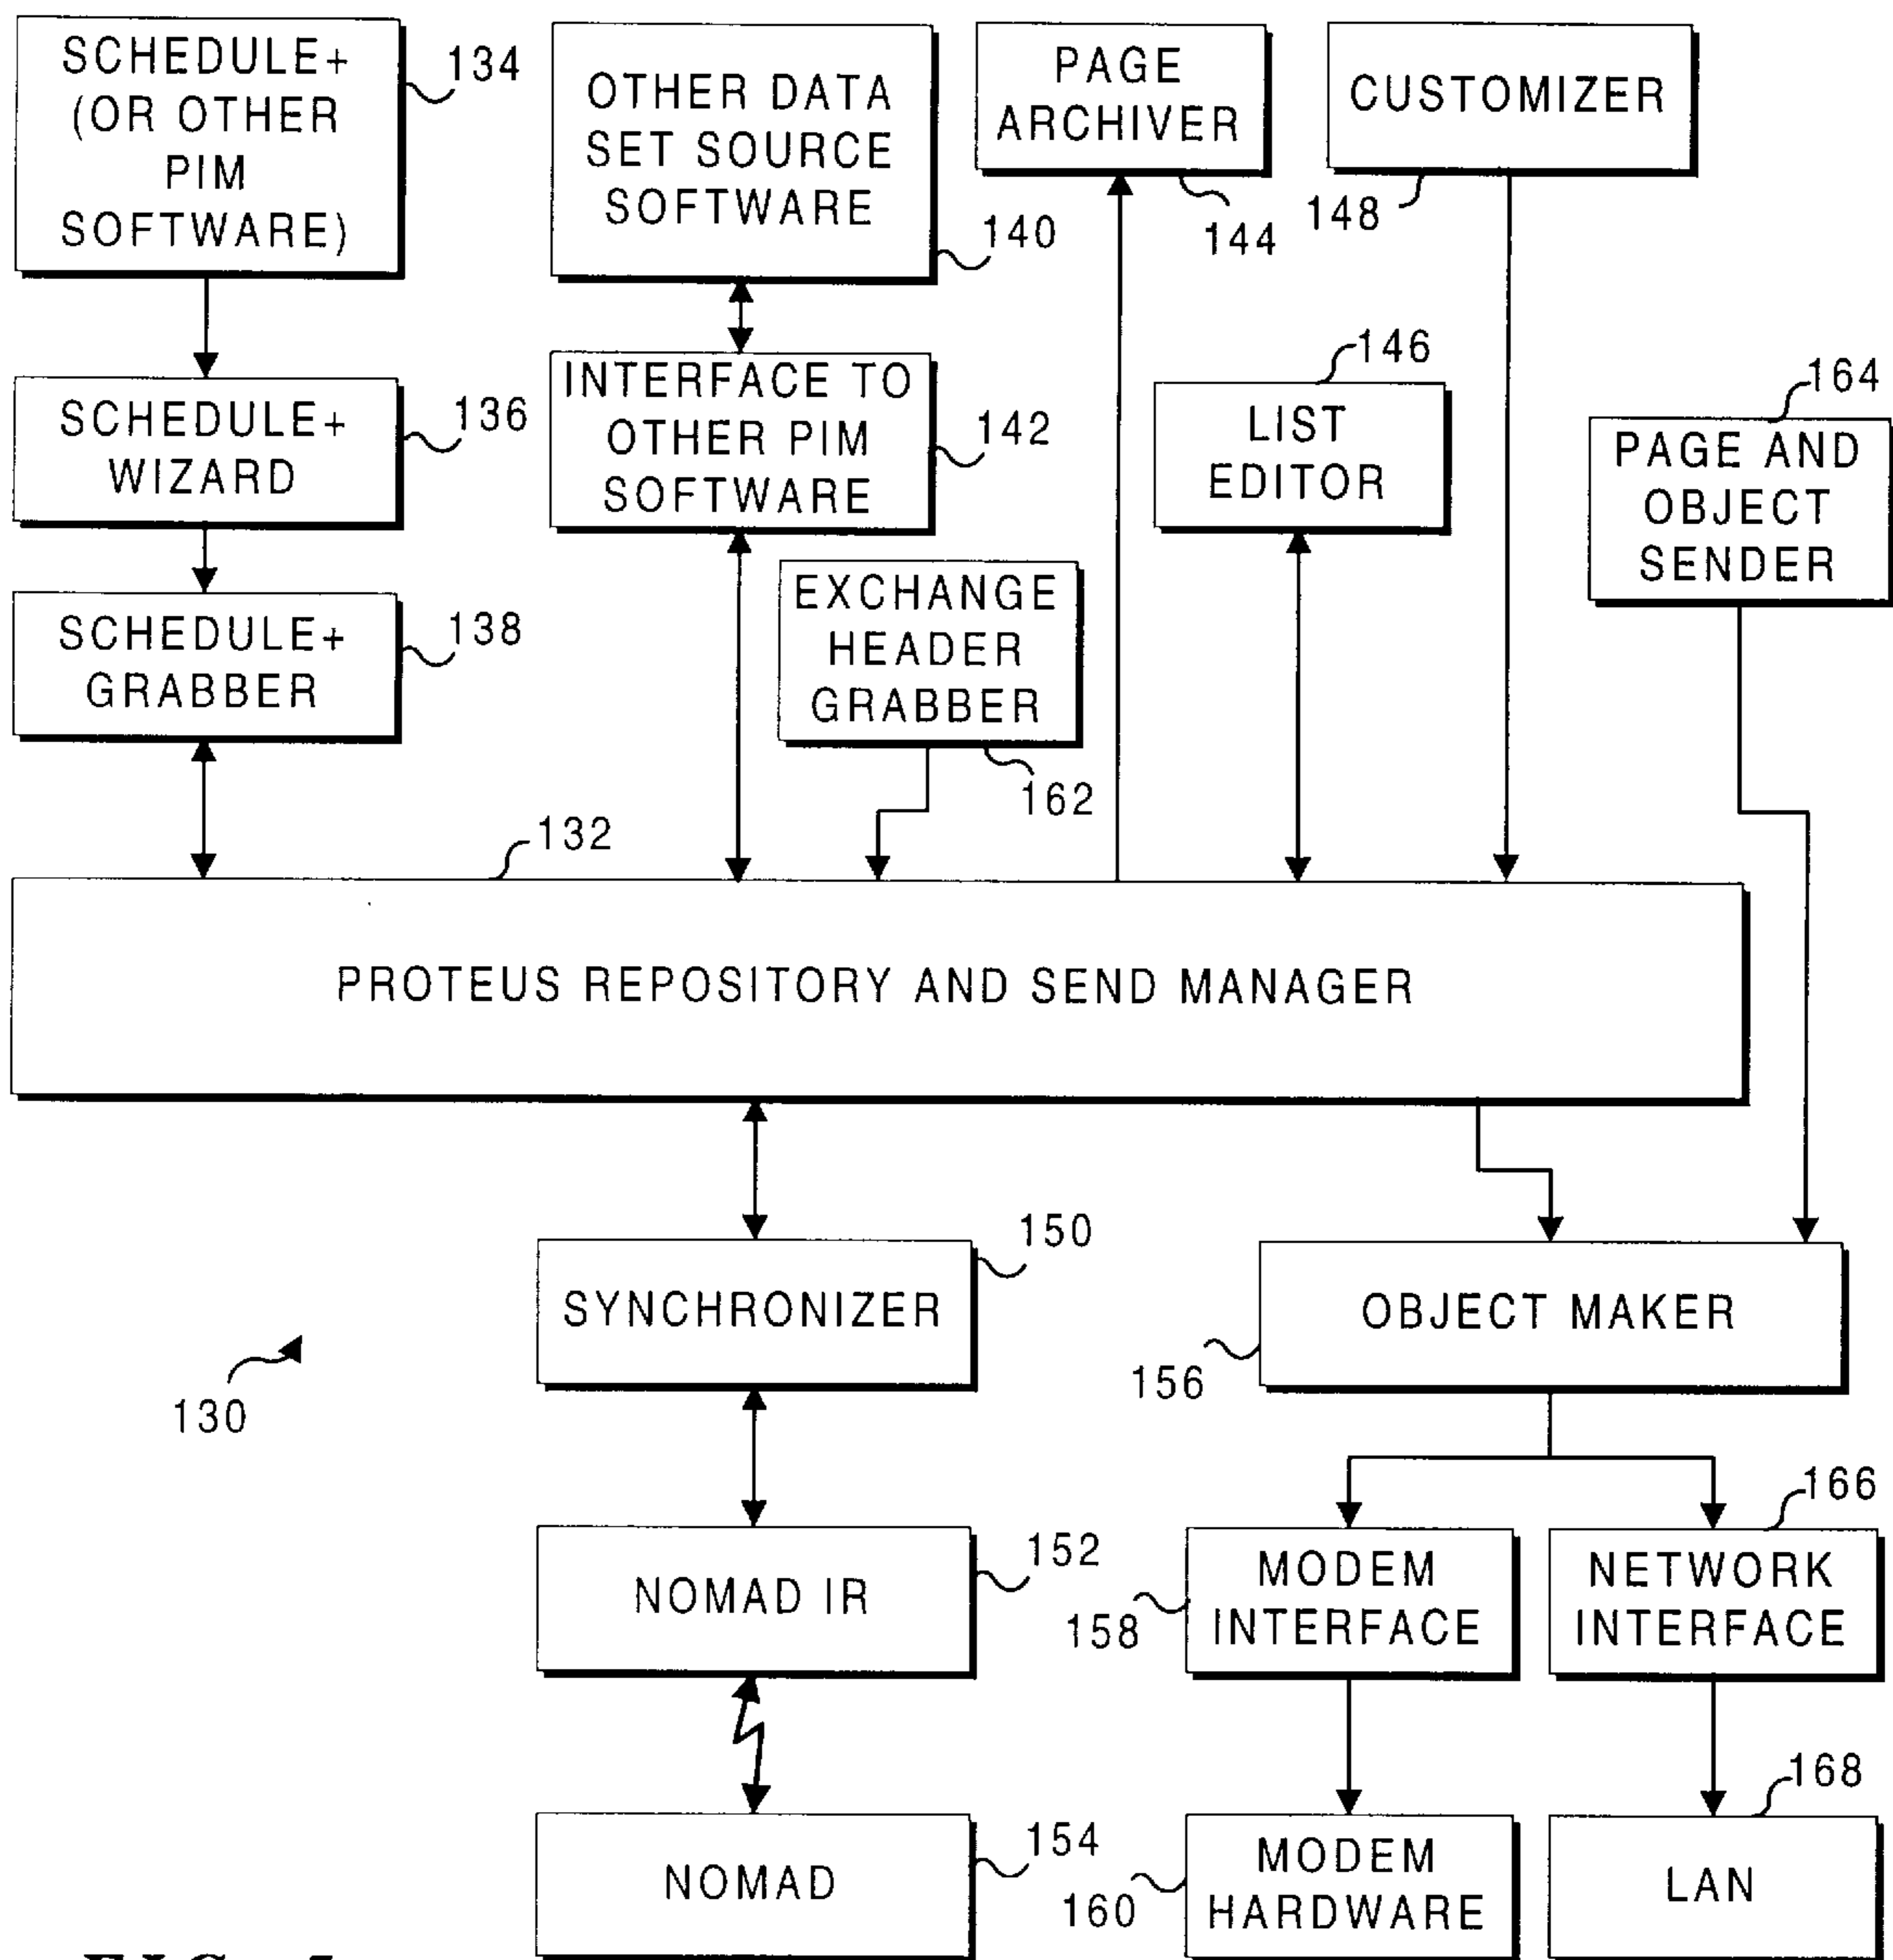 SCHEDULE+
(OR OTHER
PIM
SOFTWARE)
134
OTHER DATA
SET SOURCE
SOFTWARE
140
PAGE
ARCHIVER
144
CUSTOMIZER
148
SCHEDULE+
WIZARD
136
INTERFACE TO
OTHER PIM
SOFTWARE
142
146
LIST
EDITOR
164
PAGE AND
OBJECT
SENDER
SCHEDULE+
GRABBER
138
EXCHANGE
HEADER
GRABBER
162
132
PROTEUS REPOSITORY AND SEND MANAGER
130
SYNCHRONIZER
150
OBJECT MAKER
156
NOMAD IR
152
MODEM
INTERFACE
158
166
NETWORK
INTERFACE
NOMAD
154
MODEM
HARDWARE
160
168
LAN